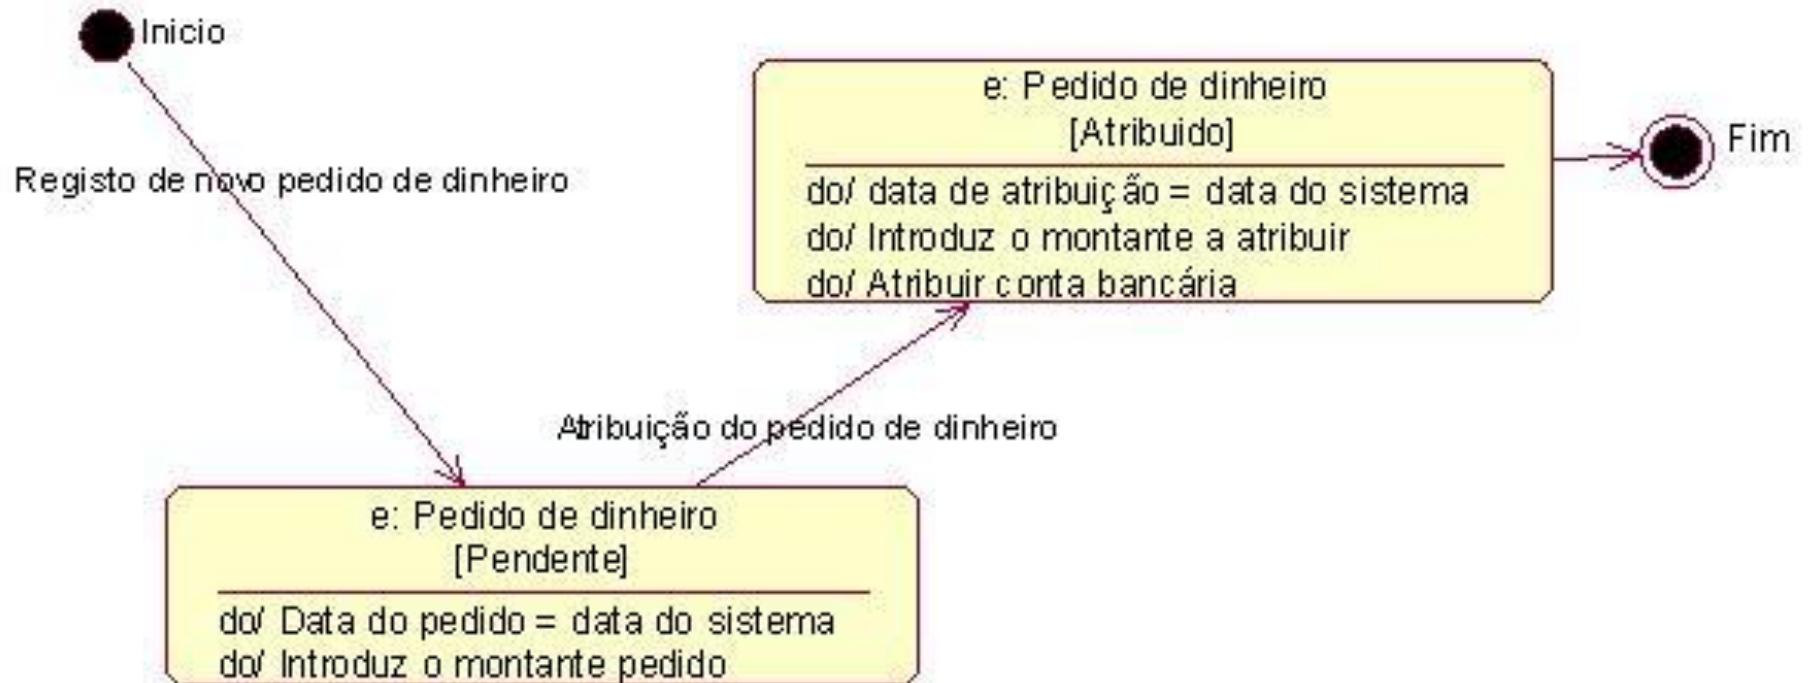 Inicio
Registo de novo pedido de dinheiro
e: Pedido de dinheiro
[Atribuido]
do/ data de atribuição = data do sistema
do/ Introduz o montante a atribuir
do/ Atribuir conta bancária
Fim
Atribuição do pedido de dinheiro
e: Pedido de dinheiro
[Pendente]
do/ Data do pedido = data do sistema
do/ Introduz o montante pedido